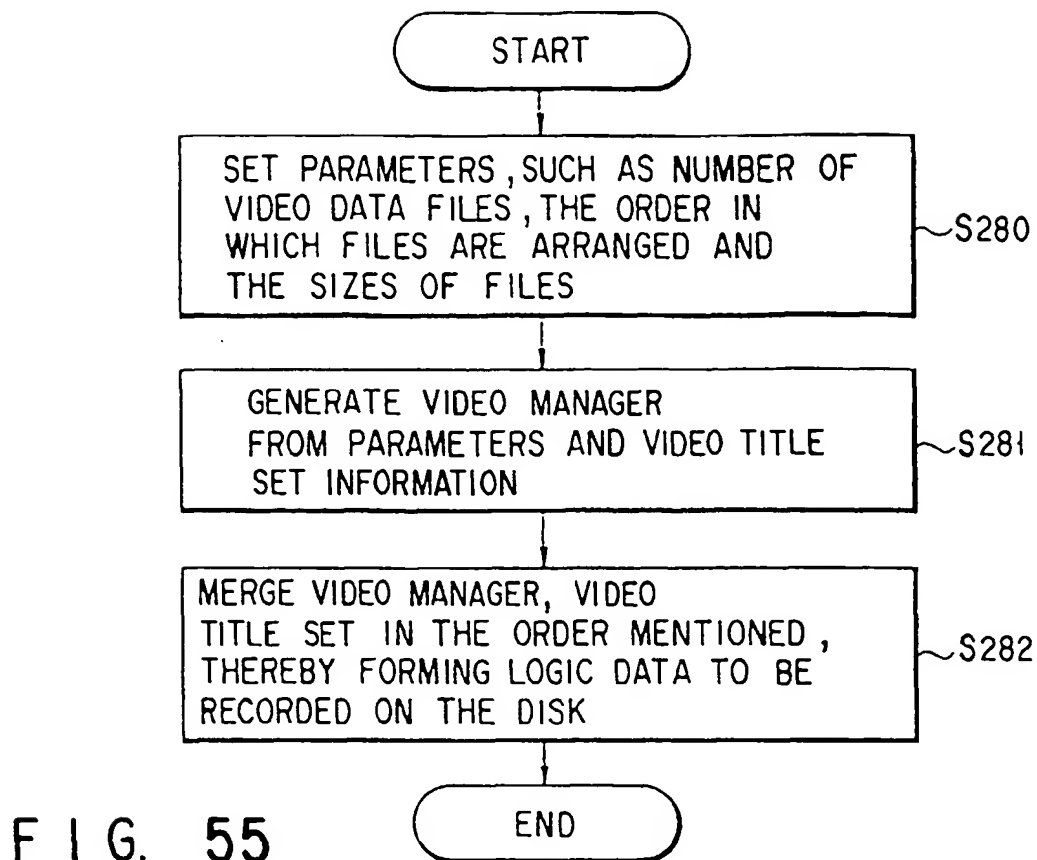 START
SET PARAMETERS, SUCH AS NUMBER OF
VIDEO DATA FILES, THE ORDER IN
WHICH FILES ARE ARRANGED AND
THE SIZES OF FILES
S280
GENERATE VIDEO MANAGER
FROM PARAMETERS AND VIDEO TITLE
SET INFORMATION
S281
MERGE VIDEO MANAGER, VIDEO
TITLE SET IN THE ORDER MENTIONED,
THEREBY FORMING LOGIC DATA TO BE
RECORDED ON THE DISK
S282
END
FIG. 55